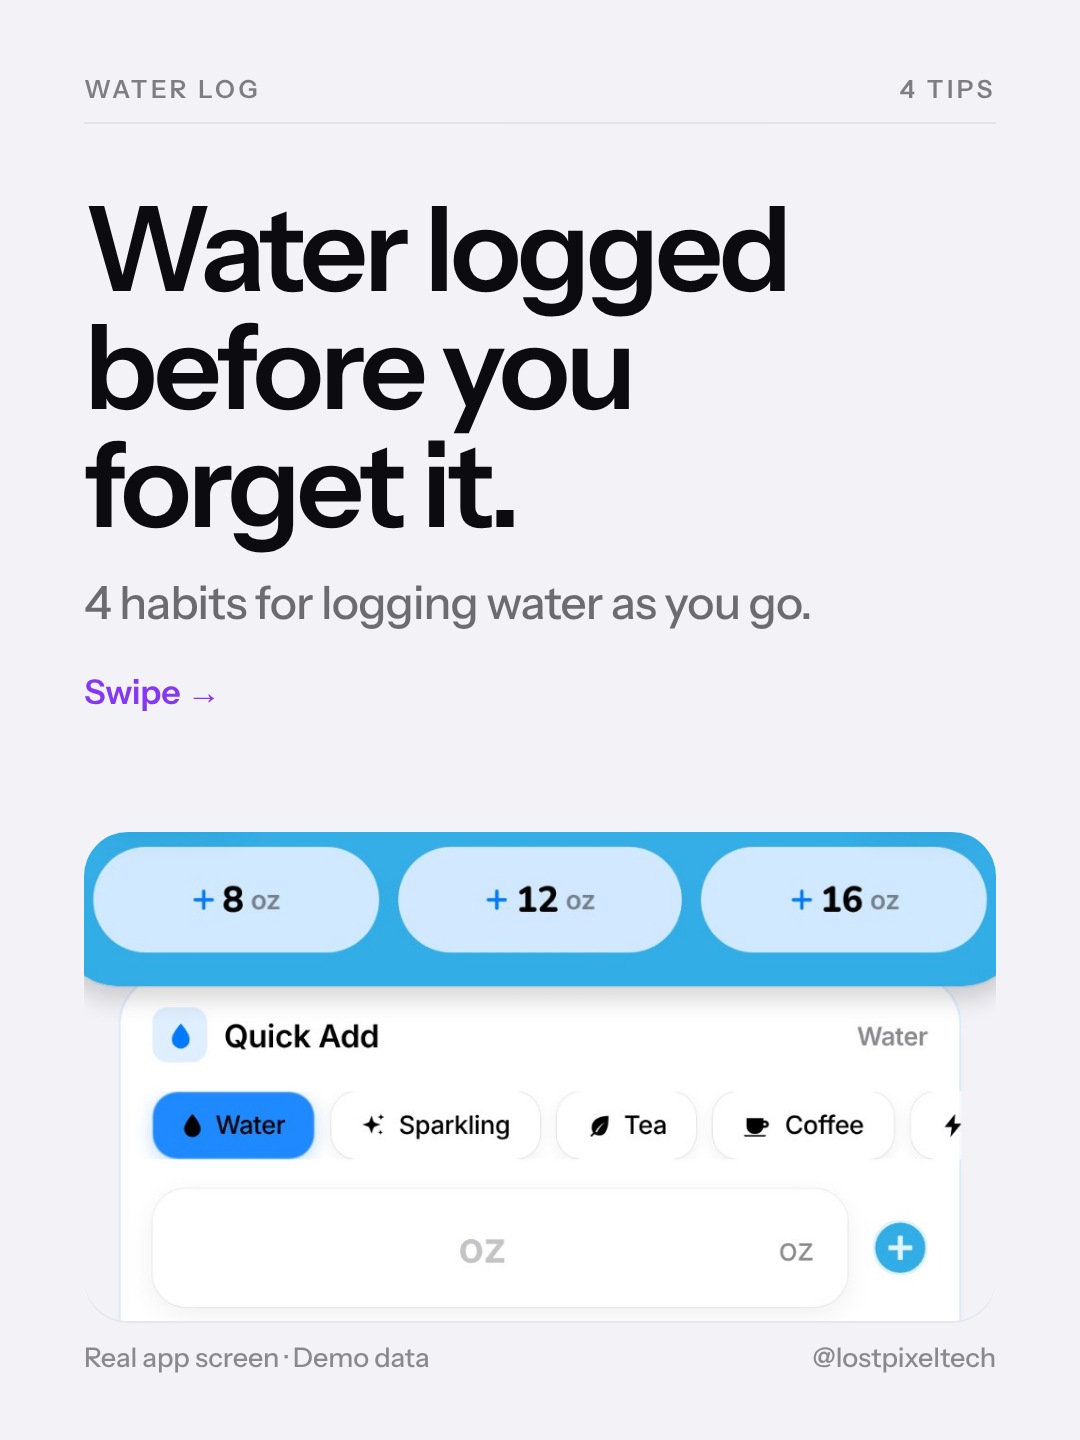 WATER LOG
4 TIPS
Water logged
before you
forget it.
4 habits for logging water as you go.
Swipe →
+ 8 oz
+ 12 oz
+ 16 oz
Quick Add
Water
Water
Sparkling
Tea
Coffee
oz
oz
Real app screen · Demo data
@lostpixeltech